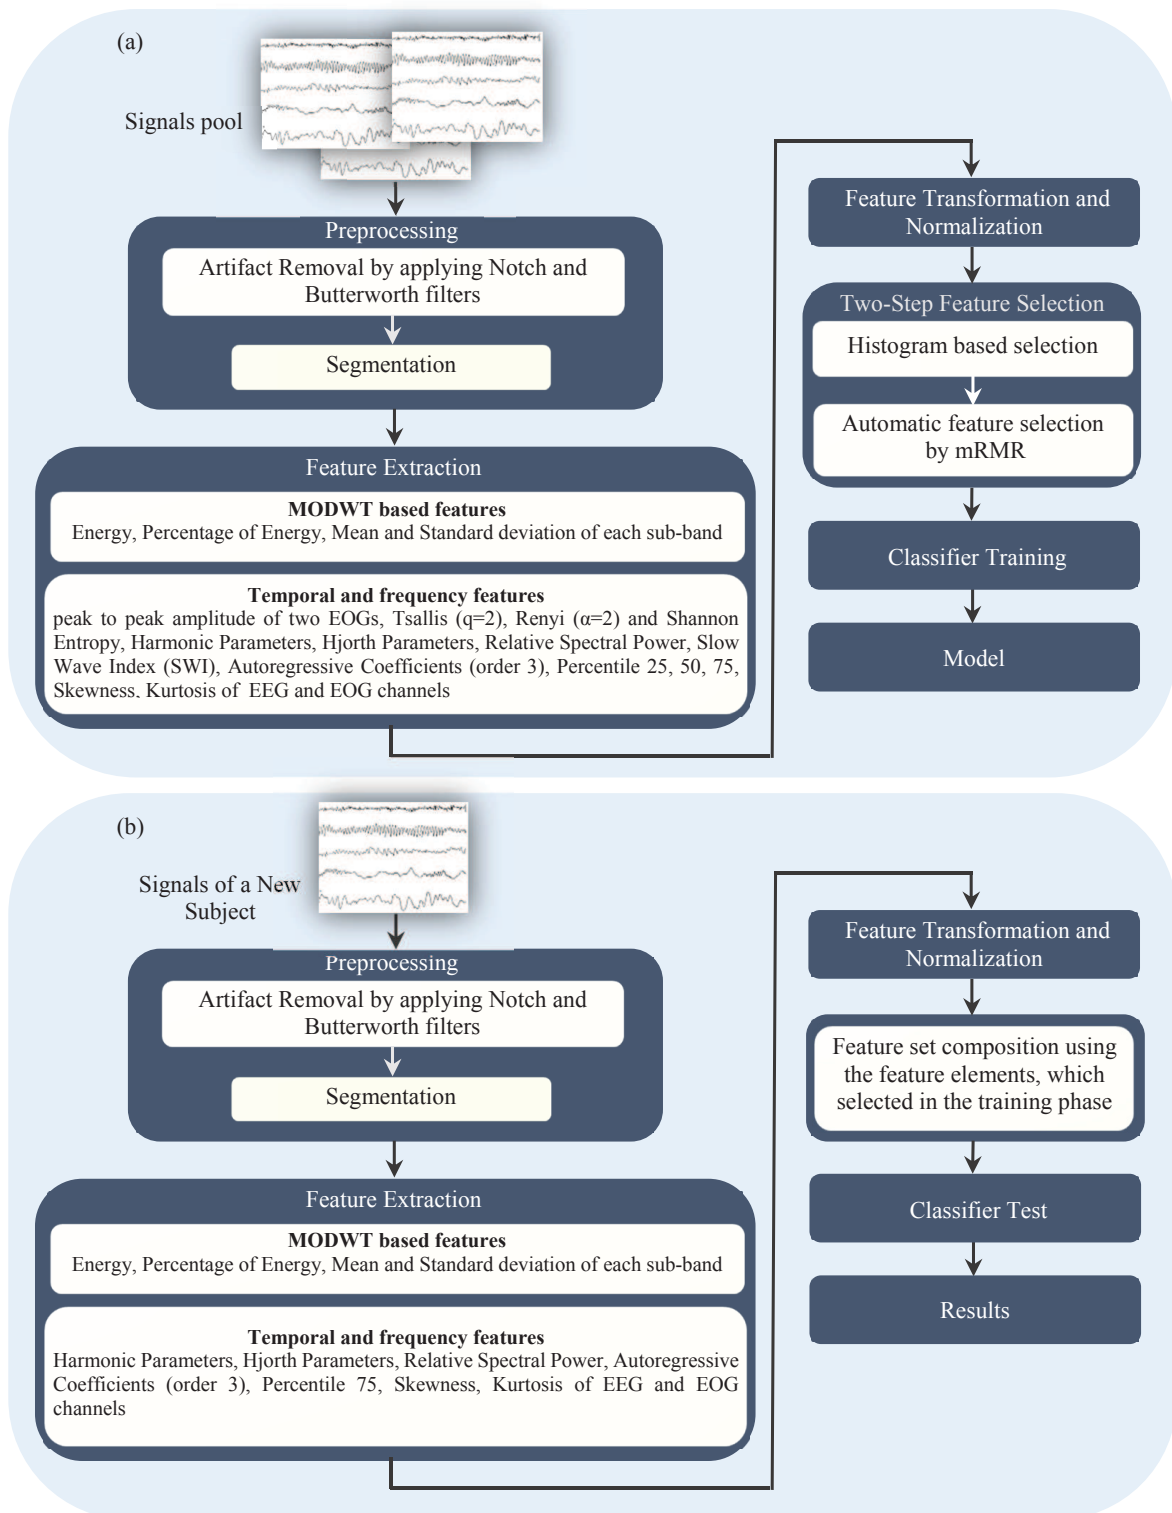 (a)
Signals pool
Preprocessing
Artifact Removal by applying Notch and
Butterworth filters
Segmentation
Feature Extraction
MODWT based features
Energy, Percentage of Energy, Mean and Standard deviation of each sub-band
Temporal and frequency features
peak to peak amplitude of two EOGs, Tsallis (q=2), Renyi (α=2) and Shannon
Entropy, Harmonic Parameters, Hjorth Parameters, Relative Spectral Power, Slow
Wave Index (SWI), Autoregressive Coefficients (order 3), Percentile 25, 50, 75,
Skewness, Kurtosis of EEG and EOG channels
Feature Transformation and
Normalization
Two-Step Feature Selection
Histogram based selection
Automatic feature selection
by mRMR
Classifier Training
Model
(b)
Signals of a New
Subject
Preprocessing
Artifact Removal by applying Notch and
Butterworth filters
Segmentation
Feature Extraction
MODWT based features
Energy, Percentage of Energy, Mean and Standard deviation of each sub-band
Temporal and frequency features
Harmonic Parameters, Hjorth Parameters, Relative Spectral Power, Autoregressive
Coefficients (order 3), Percentile 75, Skewness, Kurtosis of EEG and EOG
channels
Feature Transformation and
Normalization
Feature set composition using
the feature elements, which
selected in the training phase
Classifier Test
Results